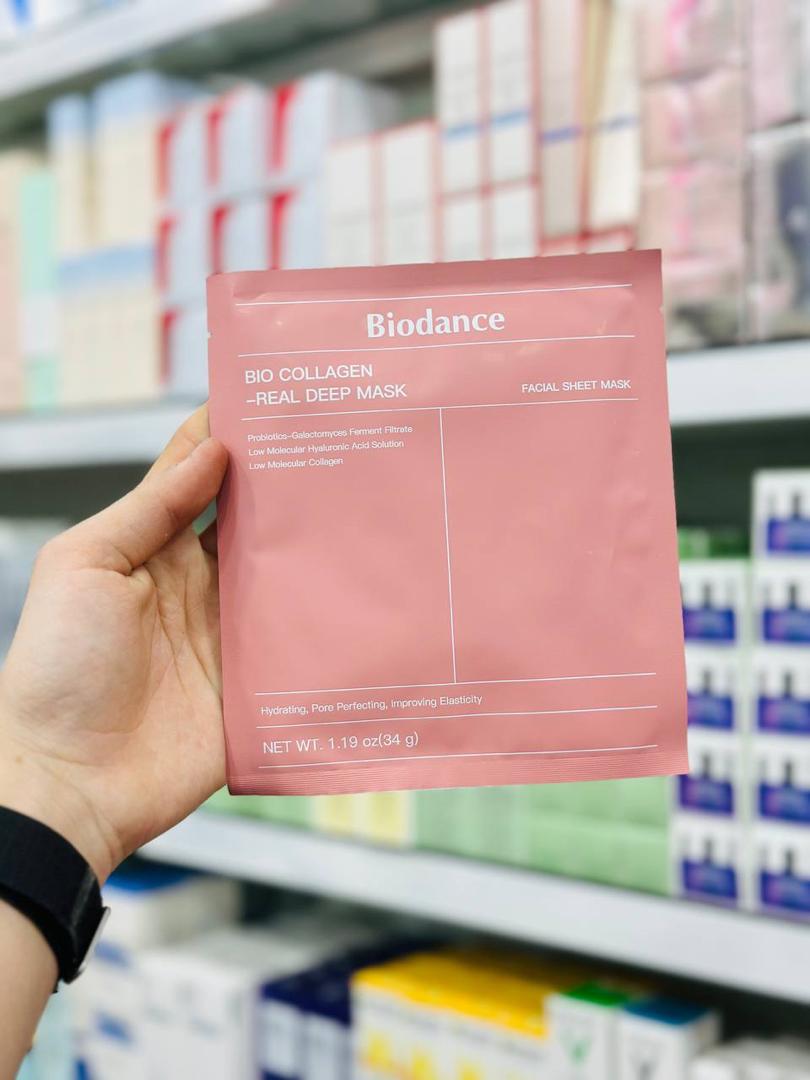 Biodance
BIO COLLAGEN
-REAL DEEP MASK
FACIAL SHEET MASK
Probiotics-Galactomyces Ferment Filtrate
Low Molecular Hyaluronic Acid Solution
Low Molecular Collagen
Hydrating, Pore Perfecting, Improving Elasticity
NET WT. 1.19 oz(34 g)